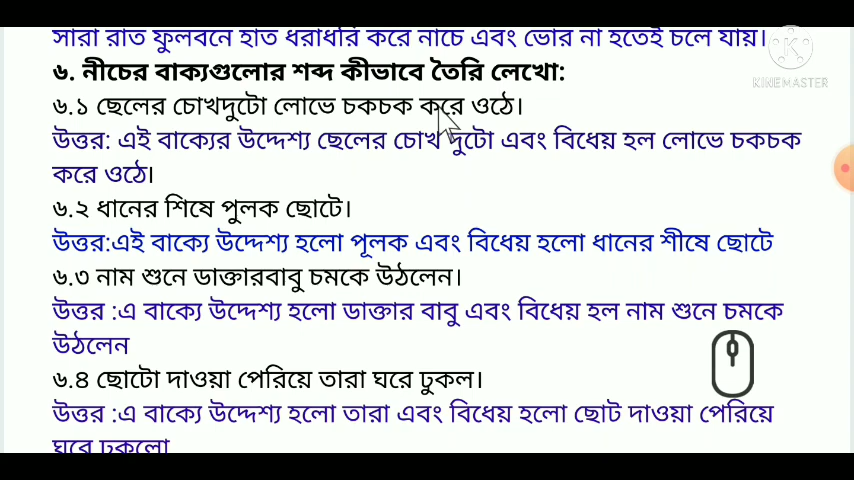 সারা রাত ফুলবনে হাত ধরাধরি করে নাচে এবং ভোর না হতেই চলে যায়।
৬. নীচের বাক্যগুলোর শব্দ কীভাবে তৈরি লেখো:
৬.১ ছেলের চোখদুটো লোভে চকচক করে ওঠে।
উত্তর: এই বাক্যের উদ্দেশ্য ছেলের চোখ দুটো এবং বিধেয় হল লোভে চকচক
করে ওঠে।
৬.২ ধানের শিষে পুলক ছোটে।
উত্তর:এই বাক্যে উদ্দেশ্য হলো পূলক এবং বিধেয় হলো ধানের শীষে ছোটে
৬.৩ নাম শুনে ডাক্তারবাবু চমকে উঠলেন।
উত্তর :এ বাক্যে উদ্দেশ্য হলো ডাক্তার বাবু এবং বিধেয় হল নাম শুনে চমকে
উঠলেন
৬.৪ ছোটো দাওয়া পেরিয়ে তারা ঘরে ঢুকল।
উত্তর :এ বাক্যে উদ্দেশ্য হলো তারা এবং বিধেয় হলো ছোট দাওয়া পেরিয়ে
ঘরে ঢুকলো
KINEMASTER